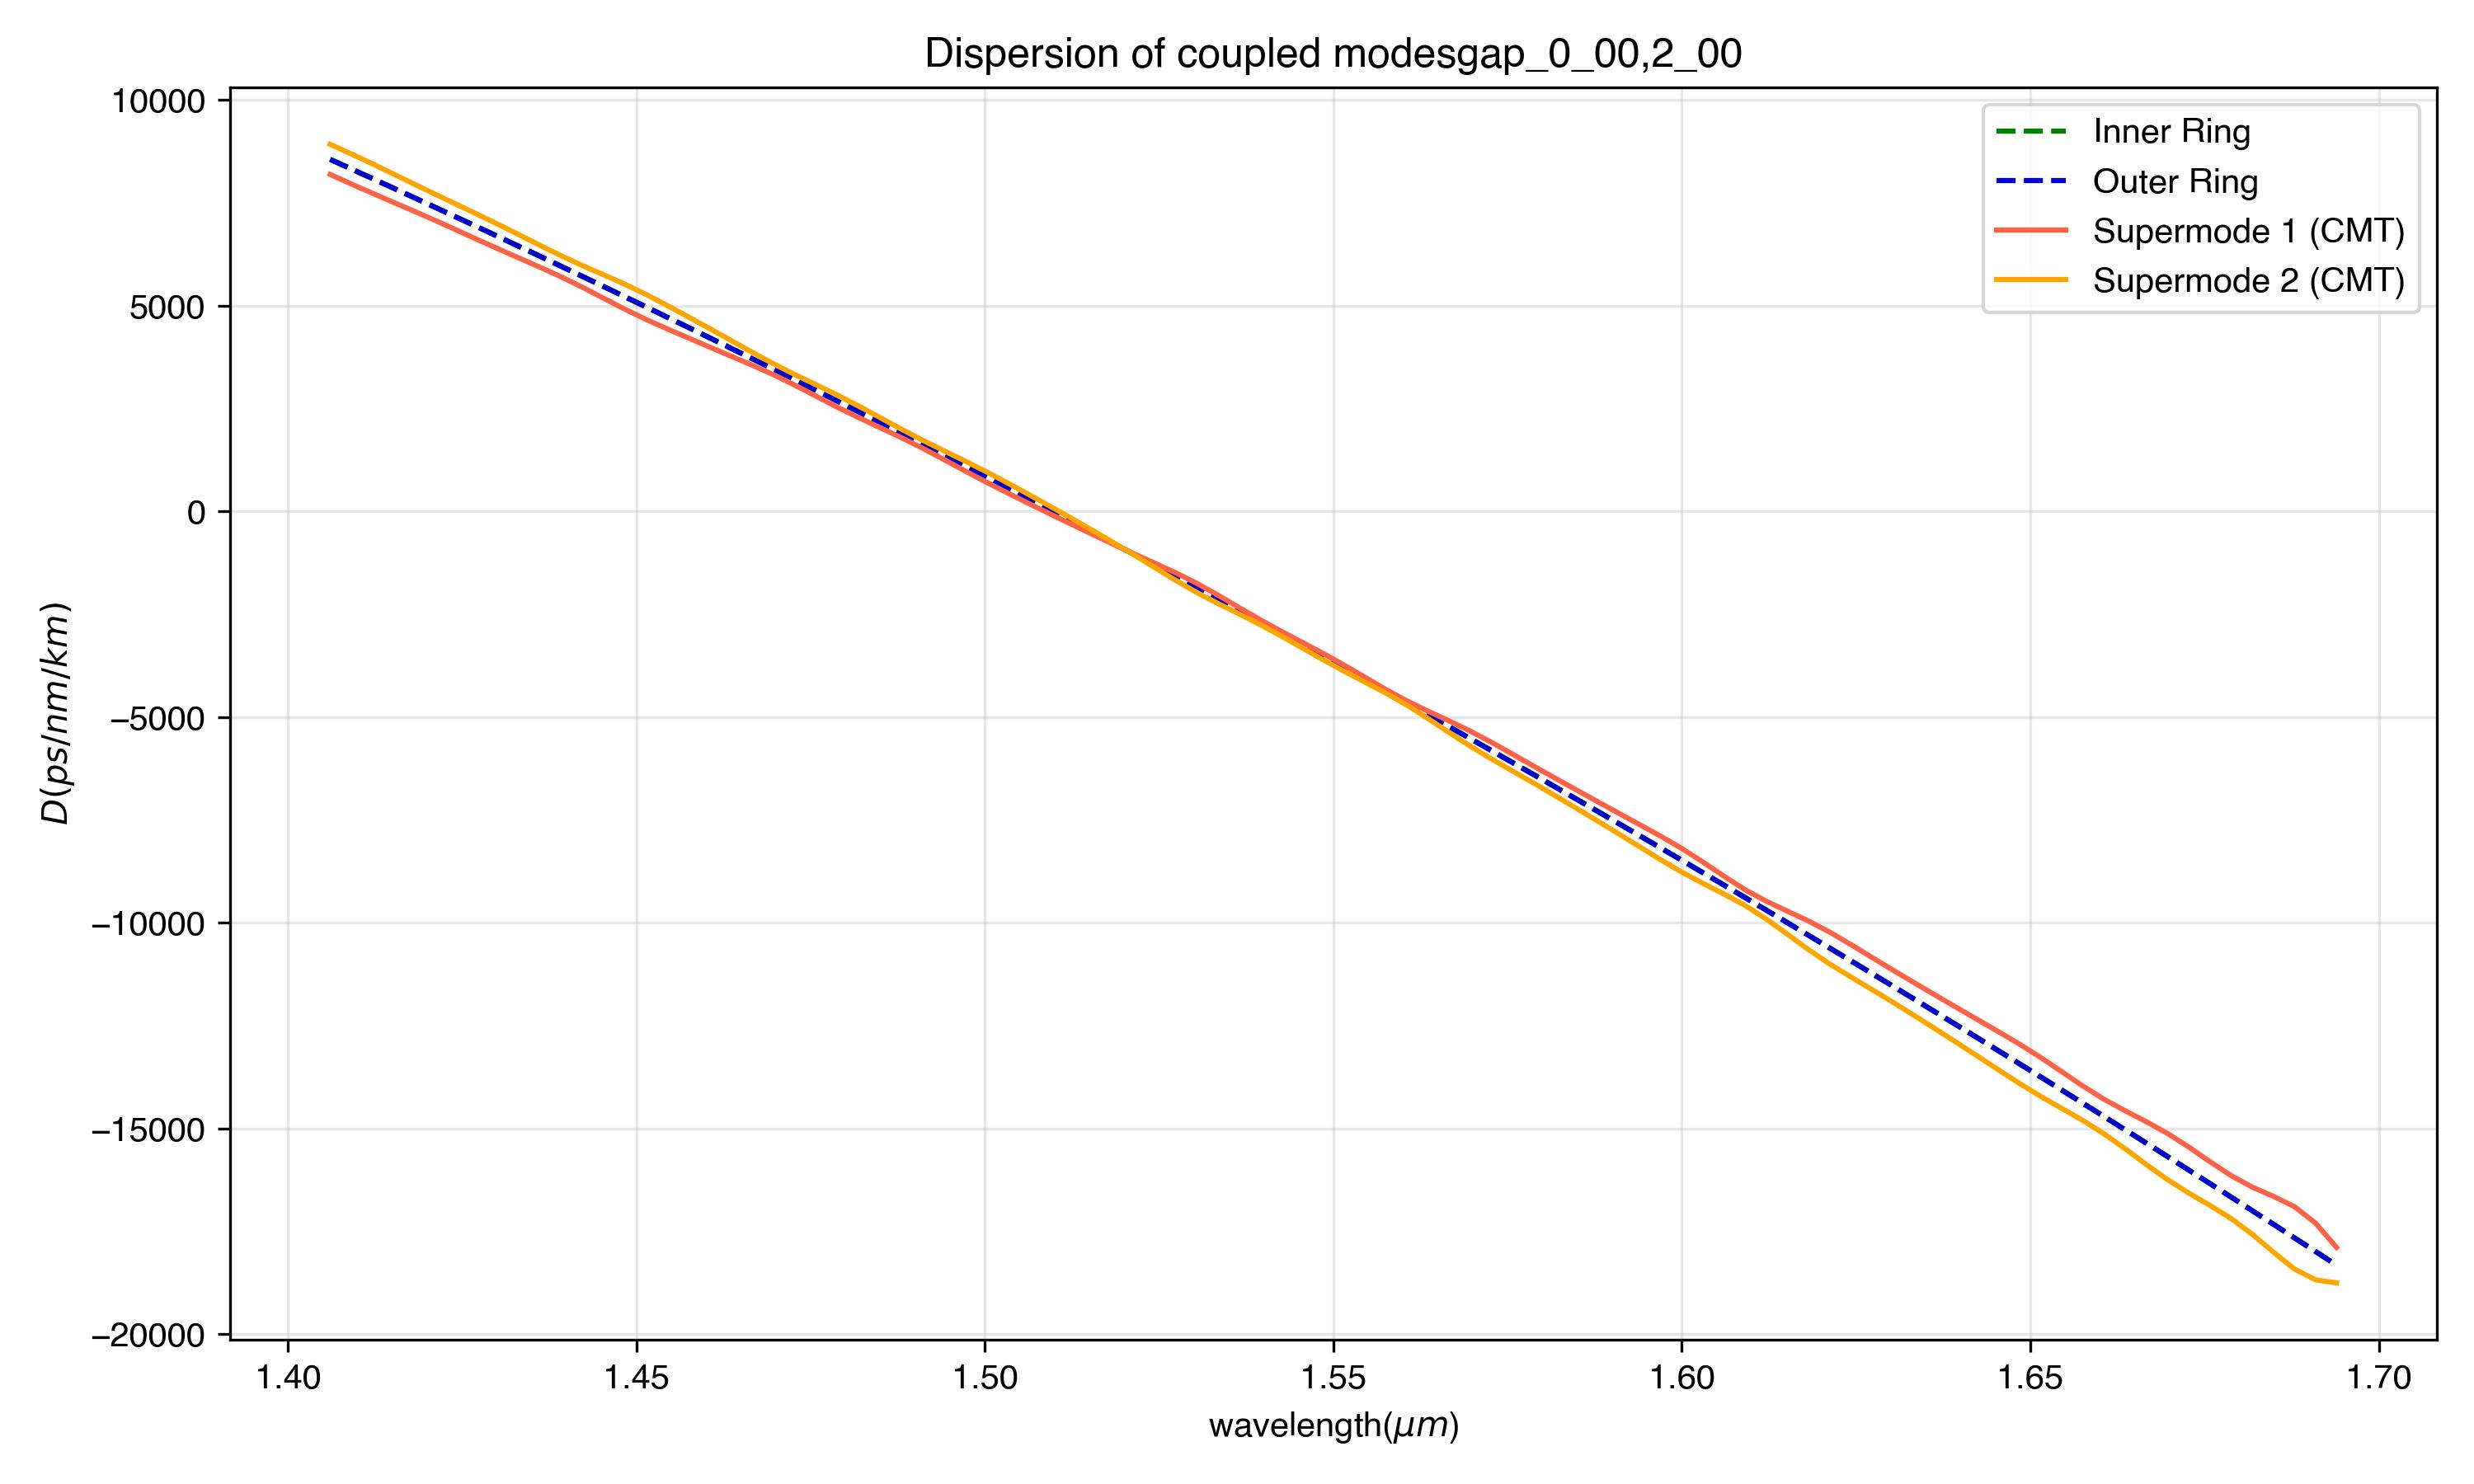 Dispersion of coupled modesgap_0_00,2_00
Inner Ring
Outer Ring
Supermode 1 (CMT)
Supermode 2 (CMT)
D(ps/nm/km)
10000
5000
0
−5000
−10000
−15000
−20000
1.40 1.45 1.50 1.55 1.60 1.65 1.70
wavelength(μm)